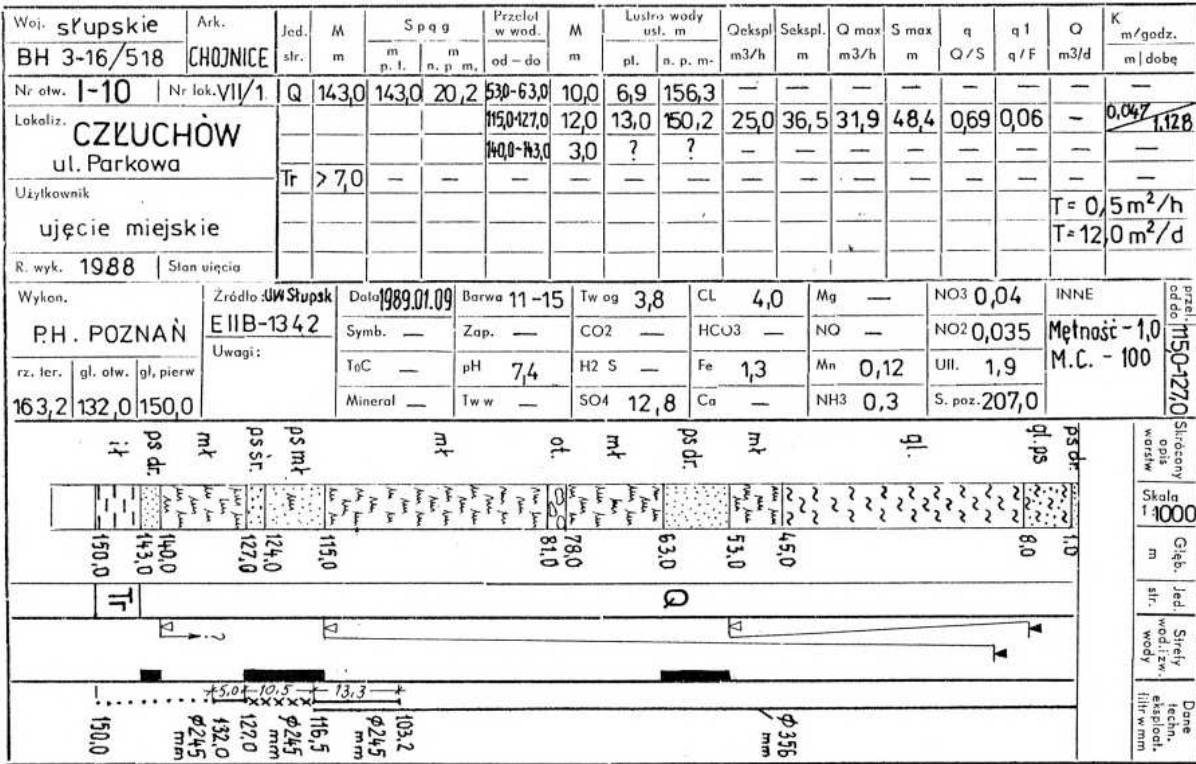 Woj. słupskie Ark. Jed. str. M m Spąg m p. t. m n. p. m. Przelot w wod. od – do M m Lustro wody ust. m pł. n. p. m- Qekspl m3/h Sekspl. m Q max m3/h S max m q Q/S q1 q/F Q m3/d K m/godz. m|dobę
BH 3-16/518 CHOJNICE
Nr otw. I-10 Nr lok. VII/1 Q 143,0 143,0 20,2 53,0-63,0 10,0 6,9 156,3 — — — — — — — —
Lokaliz. CZŁUCHÓW 115,0-127,0 12,0 13,0 150,2 25,0 36,5 31,9 48,4 0,69 0,06 — 0,047 1,128
ul. Parkowa 140,0-143,0 3,0 ? ? — — — — — — — —
Tr > 7,0 — — — — — — — — — — — — — —
Użytkownik T = 0,5 m²/h
ujęcie miejskie T = 12,0 m²/d
R. wyk. 1988 Stan ujęcia
Wykon. Źródło: UW Słupsk Data 1989.01.09 Barwa 11-15 Tw og 3,8 CL 4,0 Mg — NO3 0,04 INNE przel. od do 115,0-127,0
P.H. POZNAŃ E IIB-1342 Symb. — Zap. — CO2 — HCO3 — NO — NO2 0,035 Mętność - 1,0
Uwagi: T0C — pH 7,4 H2 S — Fe 1,3 Mn 0,12 Utl. 1,9 M.C. - 100
rz. ter. gł. otw. gł. pierw
163,2 132,0 150,0 Mineral — Tw w — SO4 12,8 Ca — NH3 0,3 S. poz. 207,0
ił ps dr. mł ps śr. ps mł mł ot. mł ps dr. mł gl. gl. ps ps dr. Skrócony opis warstw
Skala 1:1000
150,0 143,0 140,0 127,0 124,0 115,0 81,0 78,0 63,0 53,0 45,0 8,0 1,0 Głęb. m
Tr Q Jed. str.
? Strefy wod. i zw. wody
5,0 10,5 13,3
150,0 Ø245 mm 132,0 127,0 Ø245 mm 116,5 Ø245 mm 103,2 Ø356 mm Dane techn. eksploat. filtr w mm